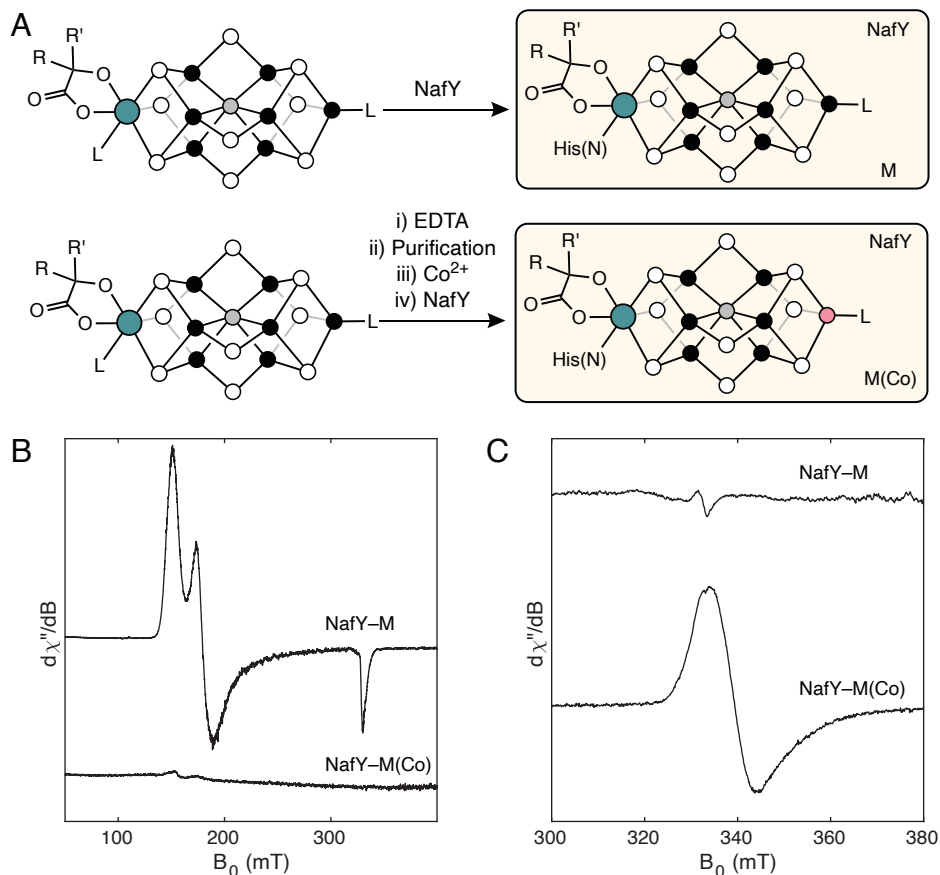 A
R'
R
O
O
O
L
L
NafY
NafY
R'
R
O
O
O
His(N)
L
M
R'
R
O
O
O
L
L
i) EDTA
ii) Purification
iii) Co²⁺
iv) NafY
NafY
R'
R
O
O
O
His(N)
L
M(Co)
B
dχ"/dB
NafY–M
NafY–M(Co)
100
200
300
B₀ (mT)
C
dχ"/dB
NafY–M
NafY–M(Co)
300
320
340
360
380
B₀ (mT)